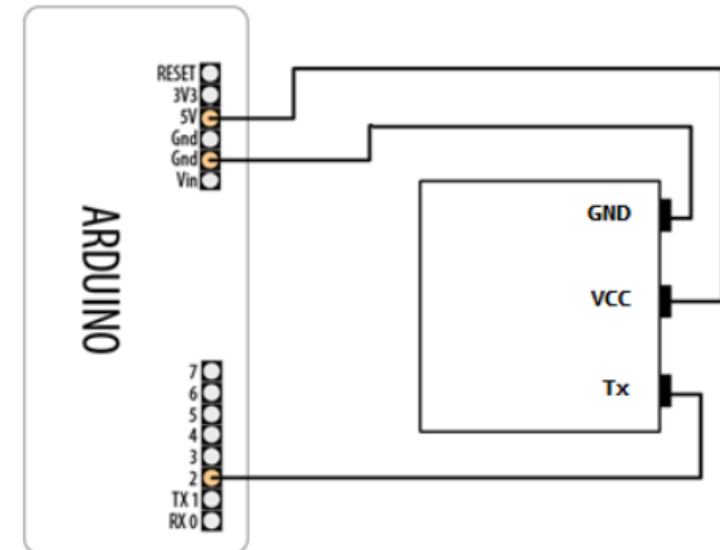 RESET
3V3
5V
Gnd
Gnd
Vin
ARDUINO
GND
VCC
Tx
7
6
5
4
3
2
TX 1
RX 0